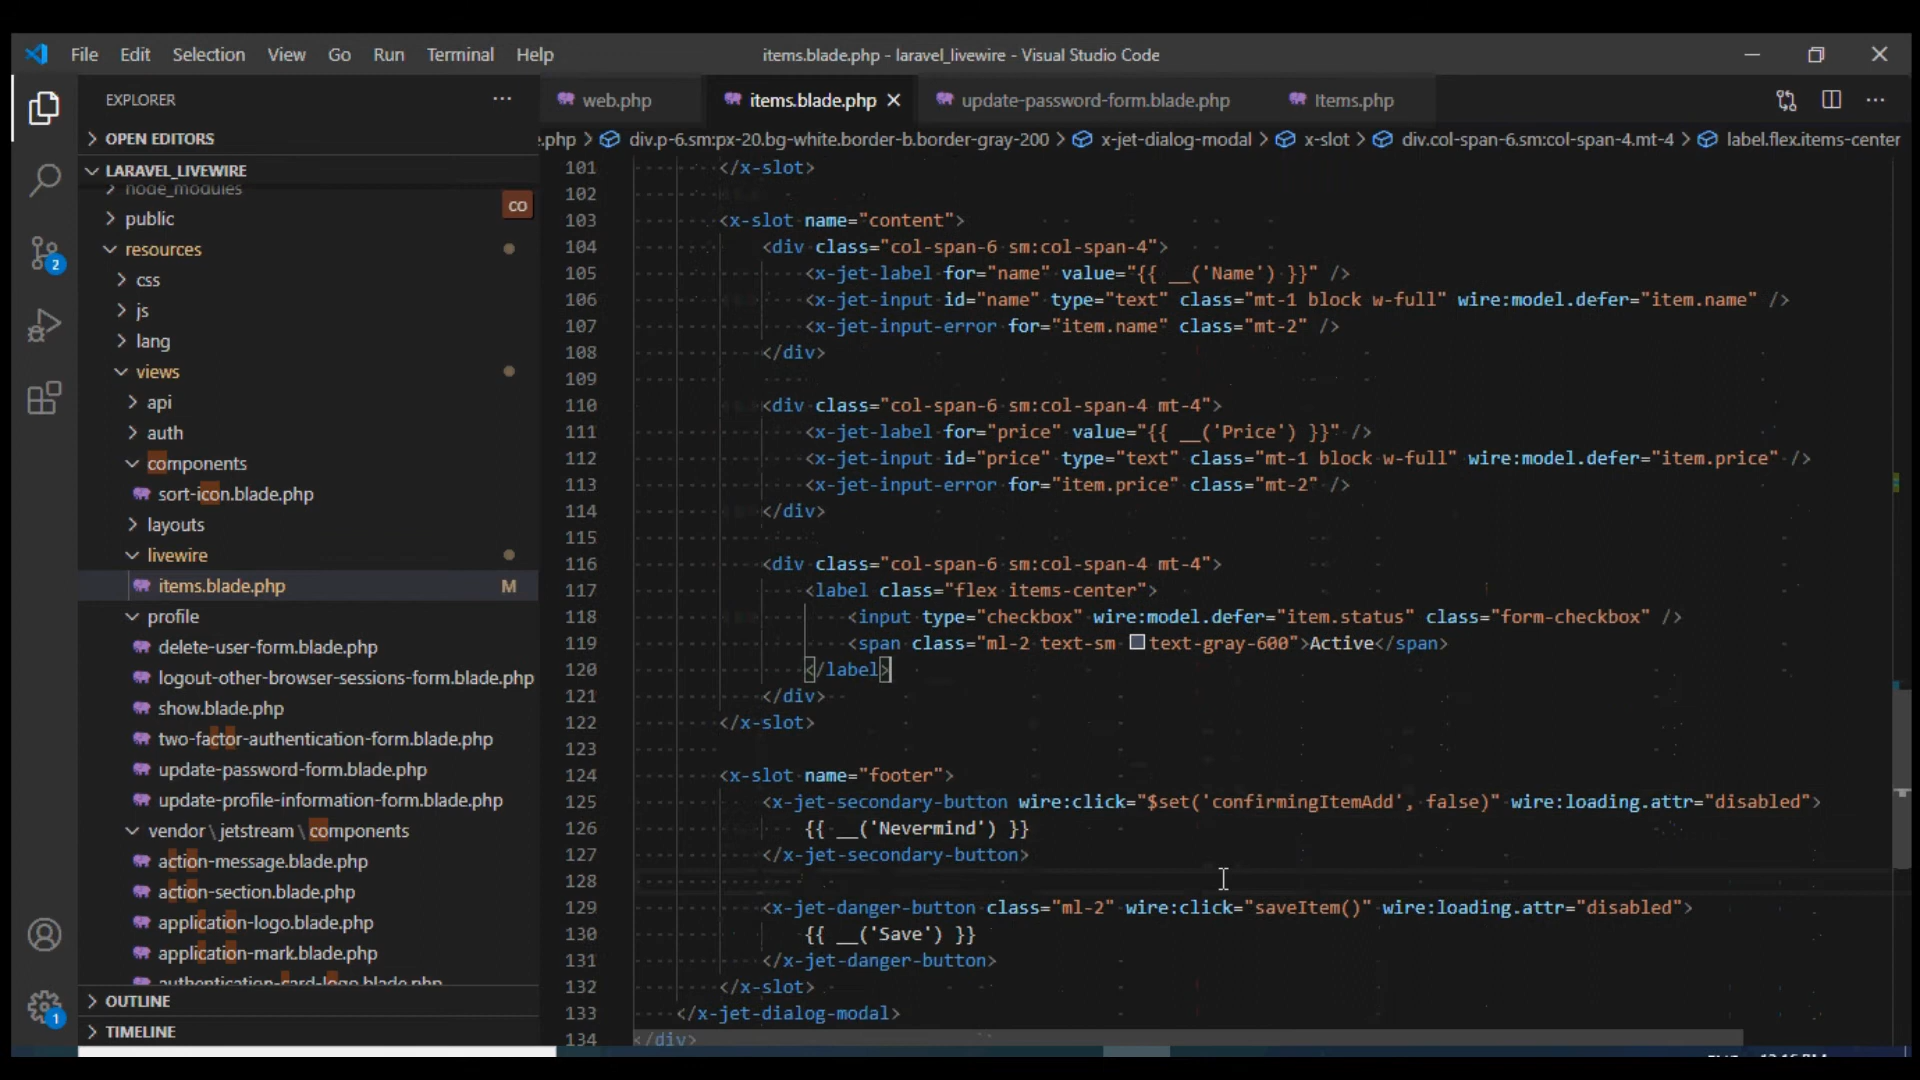 File Edit Selection View Go Run Terminal Help
items.blade.php - laravel_livewire - Visual Studio Code
EXPLORER
OPEN EDITORS
LARAVEL_LIVEWIRE
node_modules
co
public
resources
css
js
lang
views
api
auth
components
sort-icon.blade.php
layouts
livewire
items.blade.php M
profile
delete-user-form.blade.php
logout-other-browser-sessions-form.blade.php
show.blade.php
two-factor-authentication-form.blade.php
update-password-form.blade.php
update-profile-information-form.blade.php
vendor \ jetstream \ components
action-message.blade.php
action-section.blade.php
application-logo.blade.php
application-mark.blade.php
authentication-card-logo.blade.php
OUTLINE
TIMELINE
2
1
web.php items.blade.php update-password-form.blade.php Items.php
.php > div.p-6.sm:px-20.bg-white.border-b.border-gray-200 > x-jet-dialog-modal > x-slot > div.col-span-6.sm:col-span-4.mt-4 > label.flex.items-center
101 </x-slot>
102
103 <x-slot name="content">
104 <div class="col-span-6 sm:col-span-4">
105 <x-jet-label for="name" value="{{ __('Name') }}" />
106 <x-jet-input id="name" type="text" class="mt-1 block w-full" wire:model.defer="item.name" />
107 <x-jet-input-error for="item.name" class="mt-2" />
108 </div>
109
110 <div class="col-span-6 sm:col-span-4 mt-4">
111 <x-jet-label for="price" value="{{ __('Price') }}" />
112 <x-jet-input id="price" type="text" class="mt-1 block w-full" wire:model.defer="item.price" />
113 <x-jet-input-error for="item.price" class="mt-2" />
114 </div>
115
116 <div class="col-span-6 sm:col-span-4 mt-4">
117 <label class="flex items-center">
118 <input type="checkbox" wire:model.defer="item.status" class="form-checkbox" />
119 <span class="ml-2 text-sm text-gray-600">Active</span>
120 </label>
121 </div>
122 </x-slot>
123
124 <x-slot name="footer">
125 <x-jet-secondary-button wire:click="$set('confirmingItemAdd', false)" wire:loading.attr="disabled">
126 {{ __('Nevermind') }}
127 </x-jet-secondary-button>
128
129 <x-jet-danger-button class="ml-2" wire:click="saveItem()" wire:loading.attr="disabled">
130 {{ __('Save') }}
131 </x-jet-danger-button>
132 </x-slot>
133 </x-jet-dialog-modal>
134 </div>